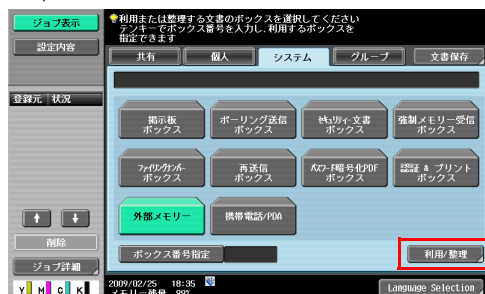 ジョブ表示
設定内容
登録元 状況
削除
ジョブ詳細
Y M C K
利用または整理する文書のボックスを選択してください
テンキーでボックス番号を入力し、利用するボックスを
指定できます
共有 個人 システム グループ 文書保存
掲示板
ボックス
ポーリング送信
ボックス
セキュリティー文書
ボックス
強制メモリー受信
ボックス
ファイリングナンバー
ボックス
再送信
ボックス
パスワード暗号化PDF
ボックス
認証 & プリント
ボックス
外部メモリー
携帯電話/PDA
ボックス番号指定
利用/整理
2009/02/25 18:35
メモリー残量 99%
Language Selection